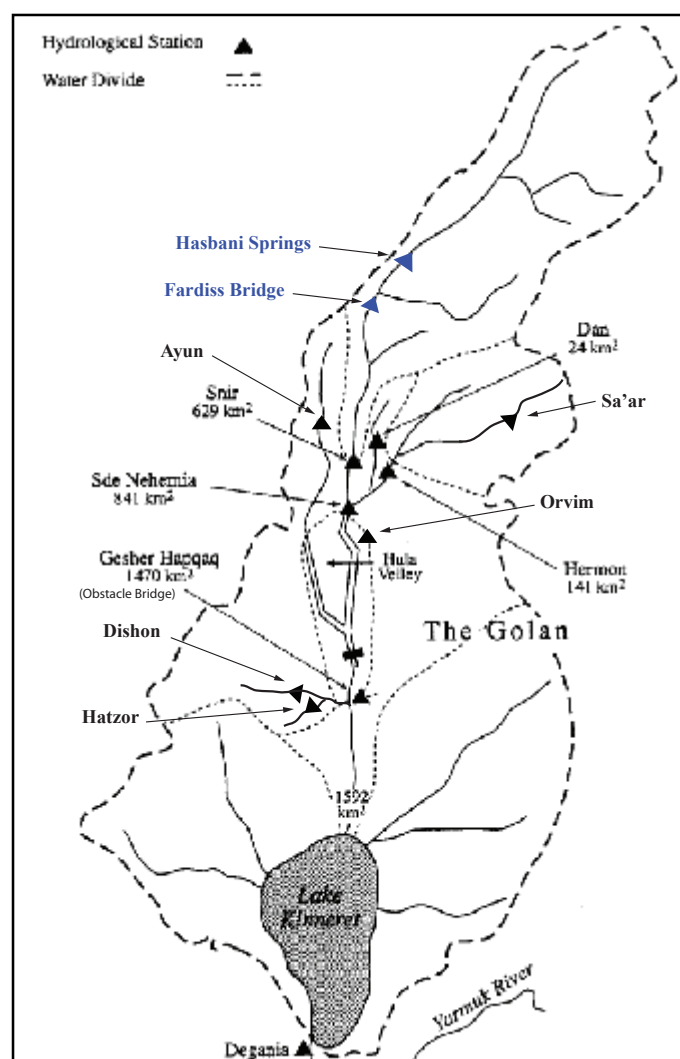 Hydrological Station
Water Divide
Hasbani Springs
Fardiss Bridge
Dan
24 km2
Ayun
Snir
629 km2
Sa'ar
Sde Nehemia
841 km2
Orvim
Gesher Hapqaq
1470 km2
(Obstacle Bridge)
Hula
Velley
Hermon
141 km2
Dishon
The Golan
Hatzor
1592
km2
Lake
Kinneret
Yurmuk River
Degania